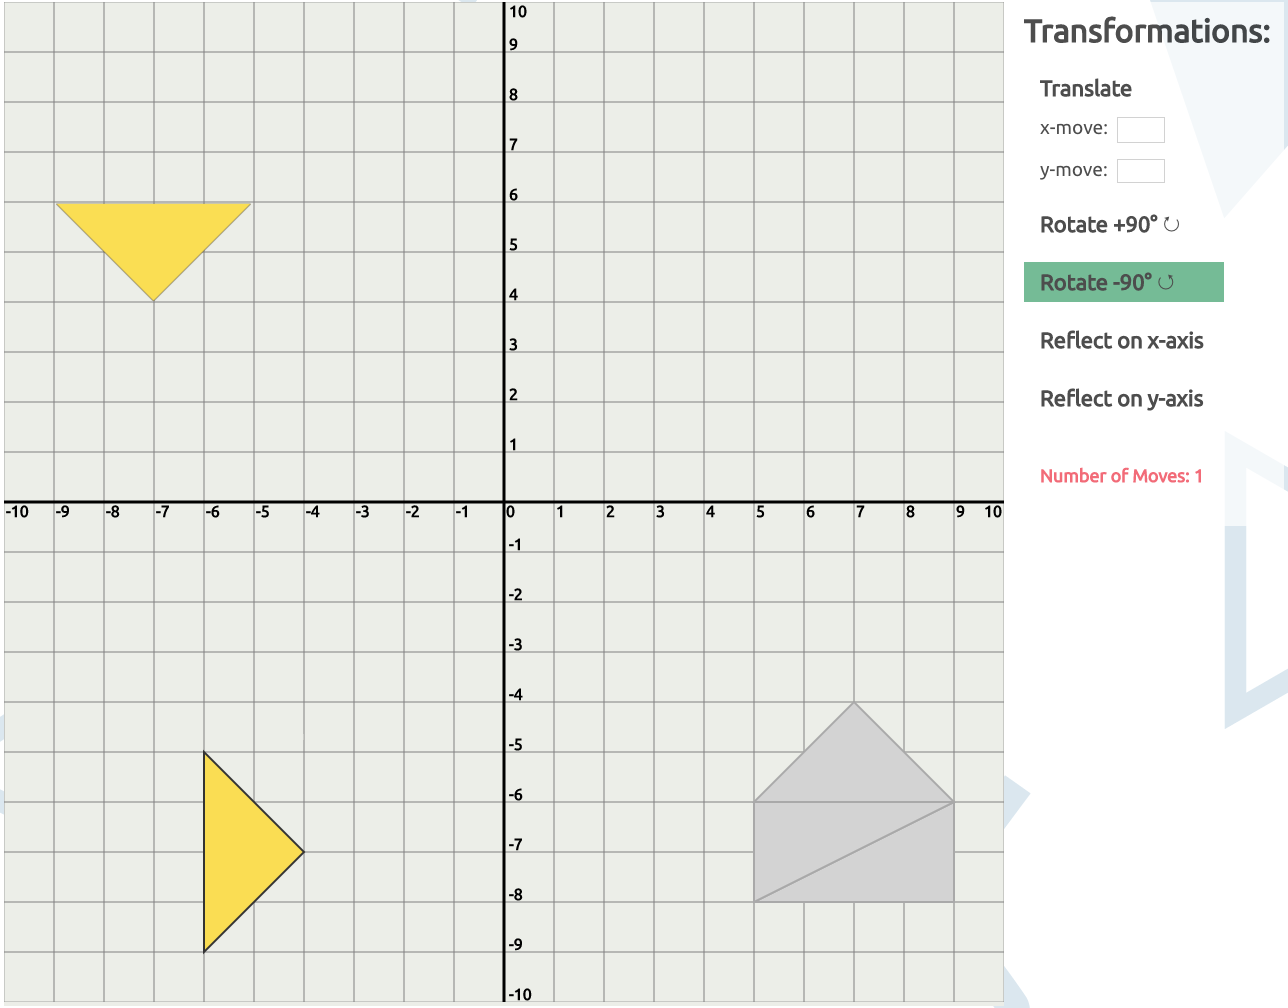 10
9
8
7
6
5
4
3
2
1
-10 -9 -8 -7 -6 -5 -4 -3 -2 -1 0 1 2 3 4 5 6 7 8 9 10
-1
-2
-3
-4
-5
-6
-7
-8
-9
-10
Transformations:
Translate
x-move:
y-move:
Rotate +90° ↻
Rotate -90° ↺
Reflect on x-axis
Reflect on y-axis
Number of Moves: 1